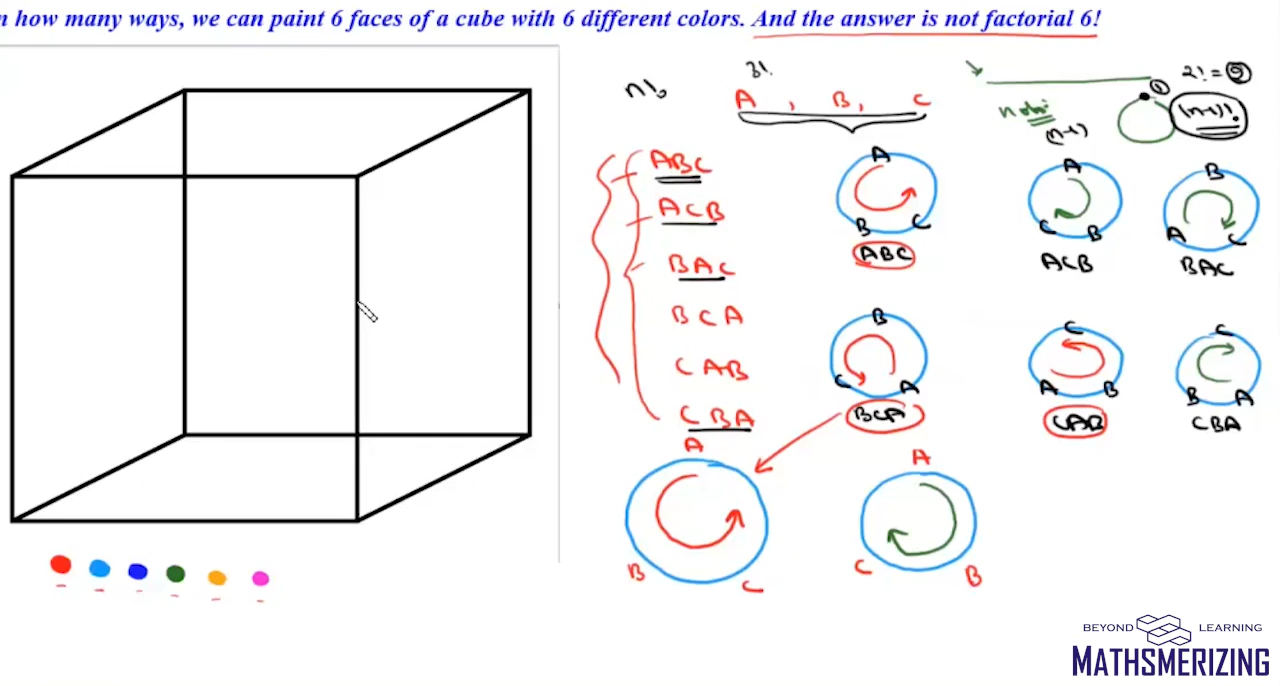 n how many ways, we can paint 6 faces of a cube with 6 different colors. And the answer is not factorial 6!
n!
3!
A , B, C
2! = 2
1
(n-1)!
(n-1)
ABC
ACB
BAC
BCA
CAB
CBA
A
B C
ABC
A
C B
ACB
B
A C
BAC
B
C A
BCA
C
A B
CAB
C
B A
CBA
A
B C
A
C B
BEYOND LEARNING
MATHSMERIZING